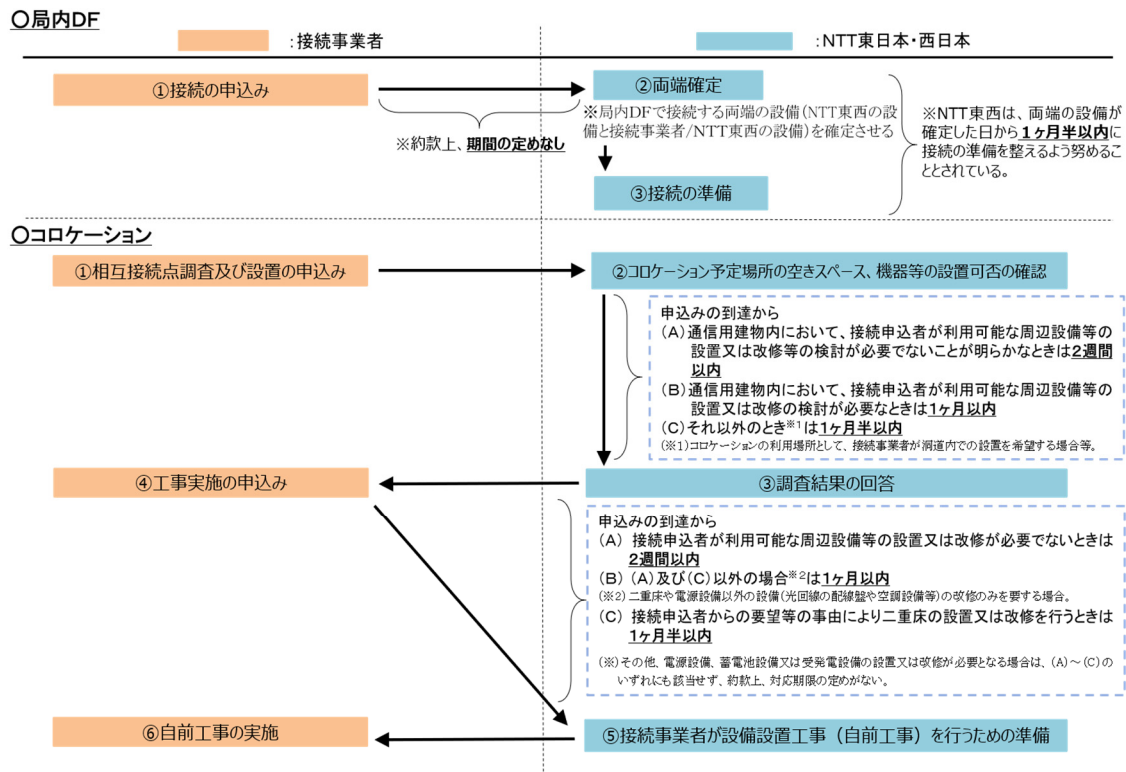 〇局内DF
:接続事業者
:NTT東日本・西日本
①接続の申込み
②両端確定
※局内DFで接続する両端の設備(NTT東西の設
備と接続事業者/NTT東西の設備)を確定させる
※約款上、期間の定めなし
③接続の準備
※NTT東西は、両端の設備が
確定した日から1ヶ月半以内に
接続の準備を整えるよう努めるこ
ととされている。
〇コロケーション
①相互接続点調査及び設置の申込み
②コロケーション予定場所の空きスペース、機器等の設置可否の確認
申込みの到達から
(A)通信用建物内において、接続申込者が利用可能な周辺設備等の
設置又は改修等の検討が必要でないことが明らかなときは2週間
以内
(B)通信用建物内において、接続申込者が利用可能な周辺設備等の
設置又は改修の検討が必要なときは1ヶ月以内
(C)それ以外のとき※1は1ヶ月半以内
(※1)コロケーションの利用場所として、接続事業者が洞道内での設置を希望する場合等。
④工事実施の申込み
③調査結果の回答
申込みの到達から
(A) 接続申込者が利用可能な周辺設備等の設置又は改修が必要でないときは
2週間以内
(B) (A)及び(C)以外の場合※2は1ヶ月以内
(※2) 二重床や電源設備以外の設備(光回線の配線盤や空調設備等)の改修のみを要する場合。
(C) 接続申込者からの要望等の事由により二重床の設置又は改修を行うときは
1ヶ月半以内
(※)その他、電源設備、蓄電池設備又は受発電設備の設置又は改修が必要となる場合は、(A)～(C)の
いずれにも該当せず、約款上、対応期限の定めがない。
⑥自前工事の実施
⑤接続事業者が設備設置工事（自前工事）を行うための準備